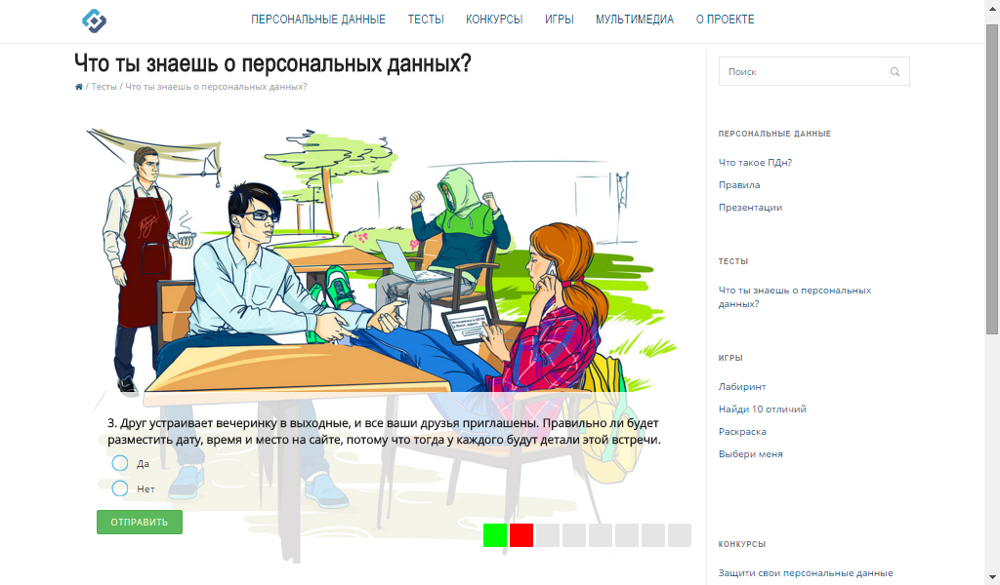 ПЕРСОНАЛЬНЫЕ ДАННЫЕ ТЕСТЫ КОНКУРСЫ ИГРЫ МУЛЬТИМЕДИА О ПРОЕКТЕ
Что ты знаешь о персональных данных?
/ Тесты / Что ты знаешь о персональных данных?
3. Друг устраивает вечеринку в выходные, и все ваши друзья приглашены. Правильно ли будет
разместить дату, время и место на сайте, потому что тогда у каждого будут детали этой встречи.
Да
Нет
ОТПРАВИТЬ
Поиск
ПЕРСОНАЛЬНЫЕ ДАННЫЕ
Что такое ПДн?
Правила
Презентации
ТЕСТЫ
Что ты знаешь о персональных
данных?
ИГРЫ
Лабиринт
Найди 10 отличий
Раскраска
Выбери меня
КОНКУРСЫ
Защити свои персональные данные